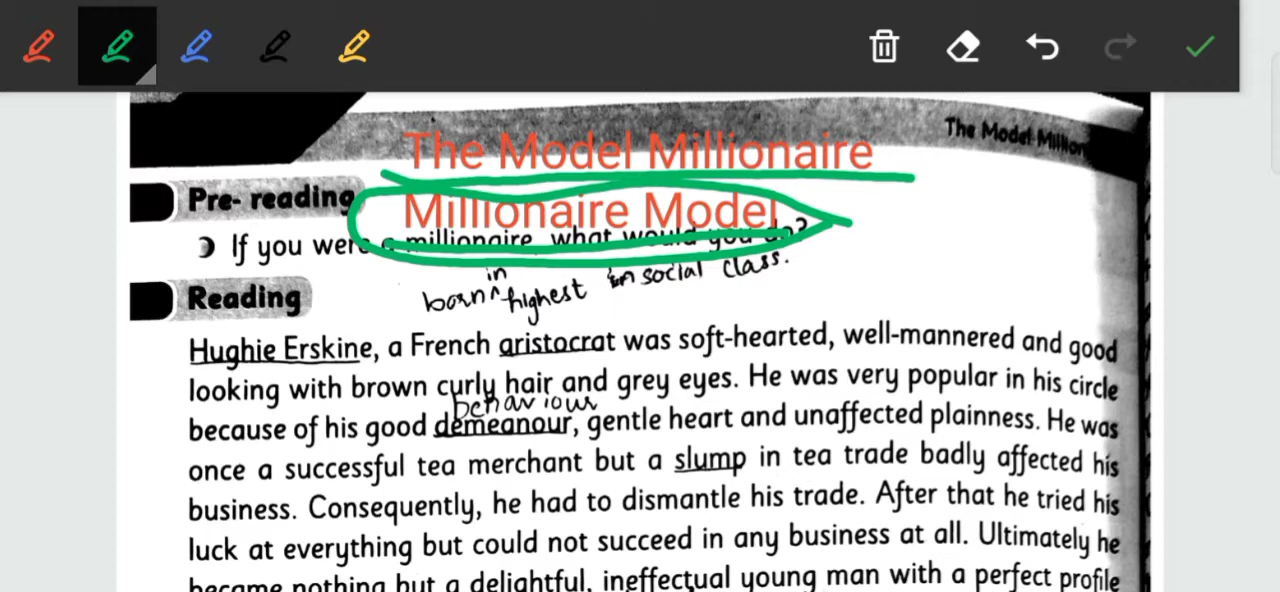 The Model Million
The Model Millionaire
Pre- reading
Millionaire Model
If you were a millionaire what would you do?
born in highest in social class.
Reading
Hughie Erskine, a French aristocrat was soft-hearted, well-mannered and good
looking with brown curly hair and grey eyes. He was very popular in his circle
behaviour
because of his good demeanour, gentle heart and unaffected plainness. He was
once a successful tea merchant but a slump in tea trade badly affected his
business. Consequently, he had to dismantle his trade. After that he tried his
luck at everything but could not succeed in any business at all. Ultimately he
became nothing but a delightful, ineffectual young man with a perfect profile